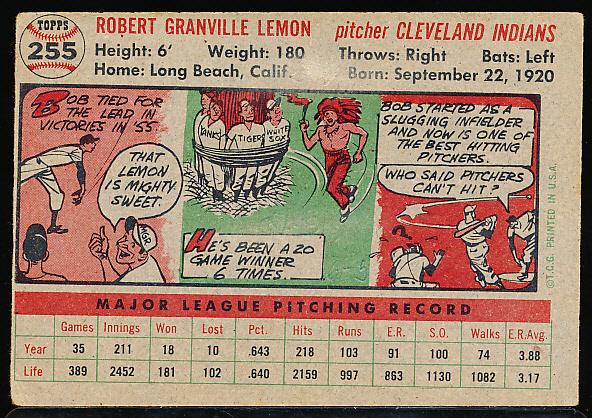 TOPPS
255
ROBERT GRANVILLE LEMON pitcher CLEVELAND INDIANS
Height: 6' Weight: 180 Throws: Right Bats: Left
Home: Long Beach, Calif. Born: September 22, 1920
BOB TIED FOR
THE LEAD IN
VICTORIES IN '55.
THAT
LEMON
IS MIGHTY
SWEET.
MGR
YANKS
TIGERS
WHITE
SOX
HE'S BEEN A 20
GAME WINNER
6 TIMES...
BOB STARTED AS A
SLUGGING INFIELDER
AND NOW IS ONE OF
THE BEST HITTING
PITCHERS.
WHO SAID PITCHERS
CAN'T HIT?
?
©T.C.G. PRINTED IN U.S.A.
MAJOR LEAGUE PITCHING RECORD
Games Innings Won Lost Pct. Hits Runs E.R. S.O. Walks E.R.Avg.
Year 35 211 18 10 .643 218 103 91 100 74 3.88
Life 389 2452 181 102 .640 2159 997 863 1130 1082 3.17